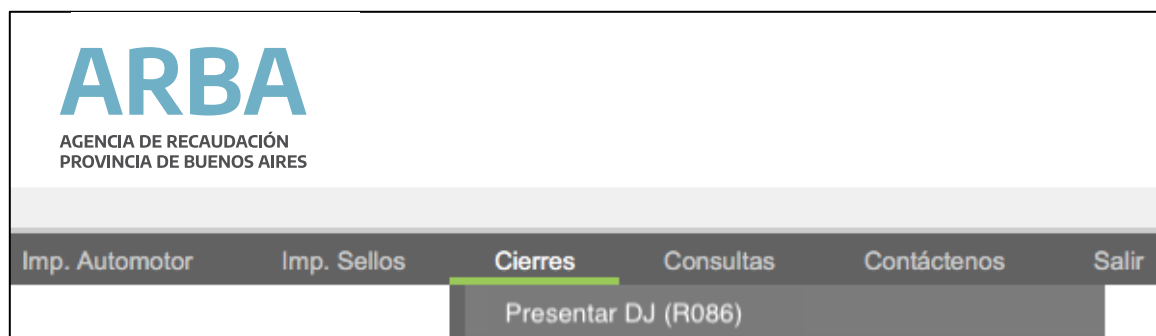 ARBA
AGENCIA DE RECAUDACIÓN
PROVINCIA DE BUENOS AIRES
Imp. Automotor Imp. Sellos Cierres Consultas Contáctenos Salir
Presentar DJ (R086)